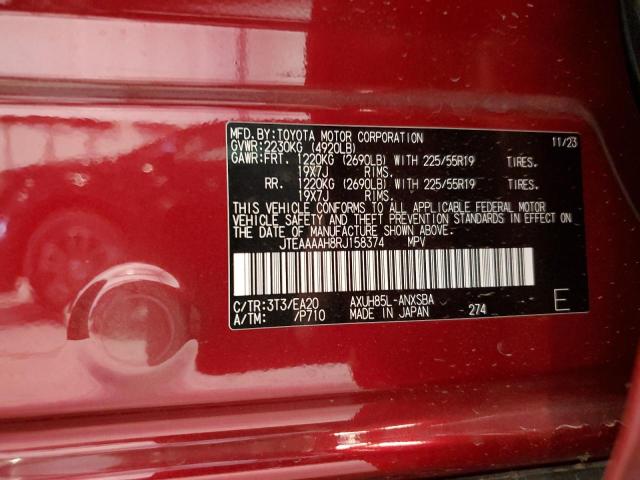 MFD.BY:TOYOTA MOTOR CORPORATION 11/23
GVWR:2230KG (4920LB)
GAWR:FRT. 1220KG (2690LB) WITH 225/55R19 TIRES.
19X7J RIMS.
RR. 1220KG (2690LB) WITH 225/55R19 TIRES.
19X7J RIMS.
THIS VEHICLE CONFORMS TO ALL APPLICABLE FEDERAL MOTOR
VEHICLE SAFETY AND THEFT PREVENTION STANDARDS IN EFFECT ON
THE DATE OF MANUFACTURE SHOWN ABOVE.
JTEAAAAH8RJ158374 MPV
C/TR:3T3/EA20 AXUH85L-ANXSBA
A/TM: /P710 MADE IN JAPAN 274 E